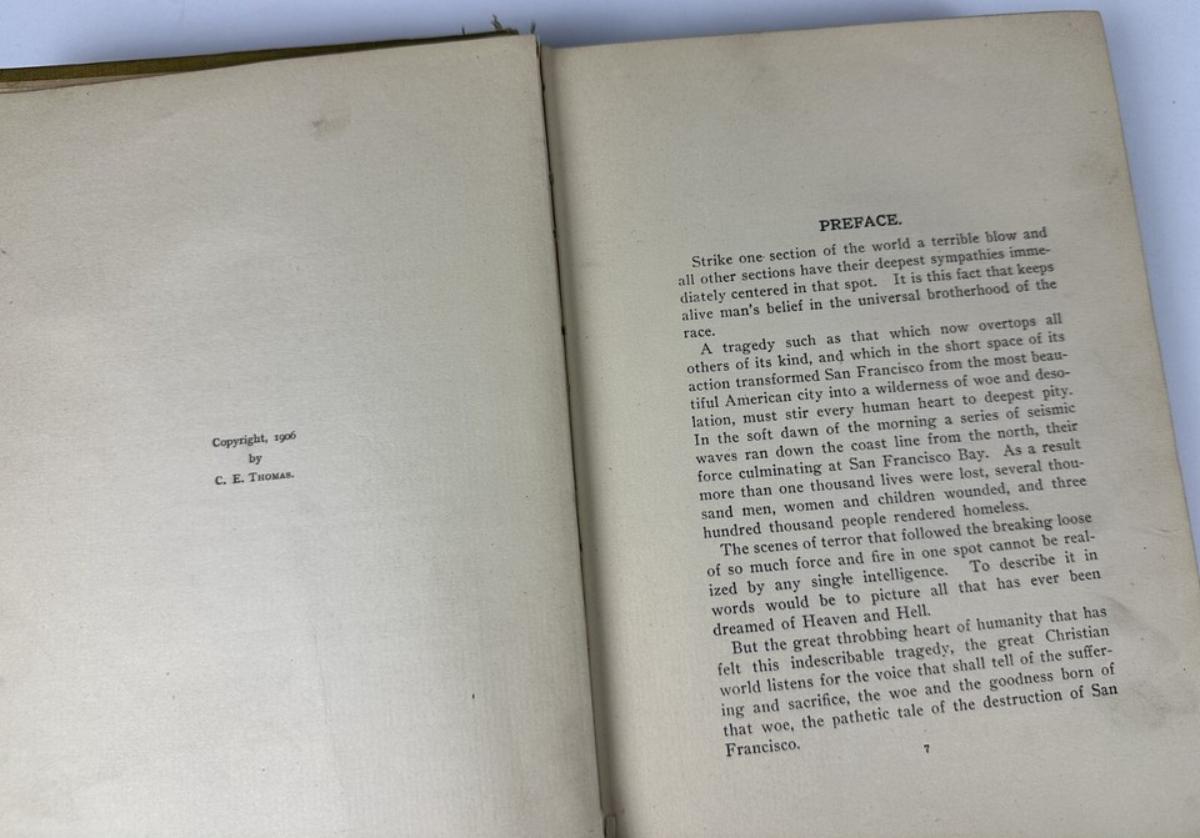 Copyright, 1906
by
C. E. THOMAS.
PREFACE.
Strike one section of the world a terrible blow and
all other sections have their deepest sympathies imme-
diately centered in that spot. It is this fact that keeps
alive man's belief in the universal brotherhood of the
race.
A tragedy such as that which now overtops all
others of its kind, and which in the short space of its
action transformed San Francisco from the most beau-
tiful American city into a wilderness of woe and deso-
lation, must stir every human heart to deepest pity.
In the soft dawn of the morning a series of seismic
waves ran down the coast line from the north, their
force culminating at San Francisco Bay. As a result
more than one thousand lives were lost, several thou-
sand men, women and children wounded, and three
hundred thousand people rendered homeless.
The scenes of terror that followed the breaking loose
of so much force and fire in one spot cannot be real-
ized by any single intelligence. To describe it in
words would be to picture all that has ever been
dreamed of Heaven and Hell.
But the great throbbing heart of humanity that has
felt this indescribable tragedy, the great Christian
world listens for the voice that shall tell of the suffer-
ing and sacrifice, the woe and the goodness born of
that woe, the pathetic tale of the destruction of San
Francisco.
7